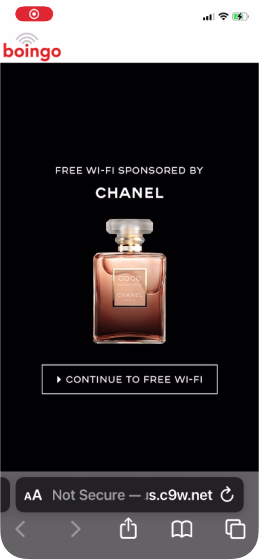 boingo
FREE WI-FI SPONSORED BY
CHANEL
COCO
CHANEL
CONTINUE TO FREE WI-FI
AA Not Secure — s.c9w.net